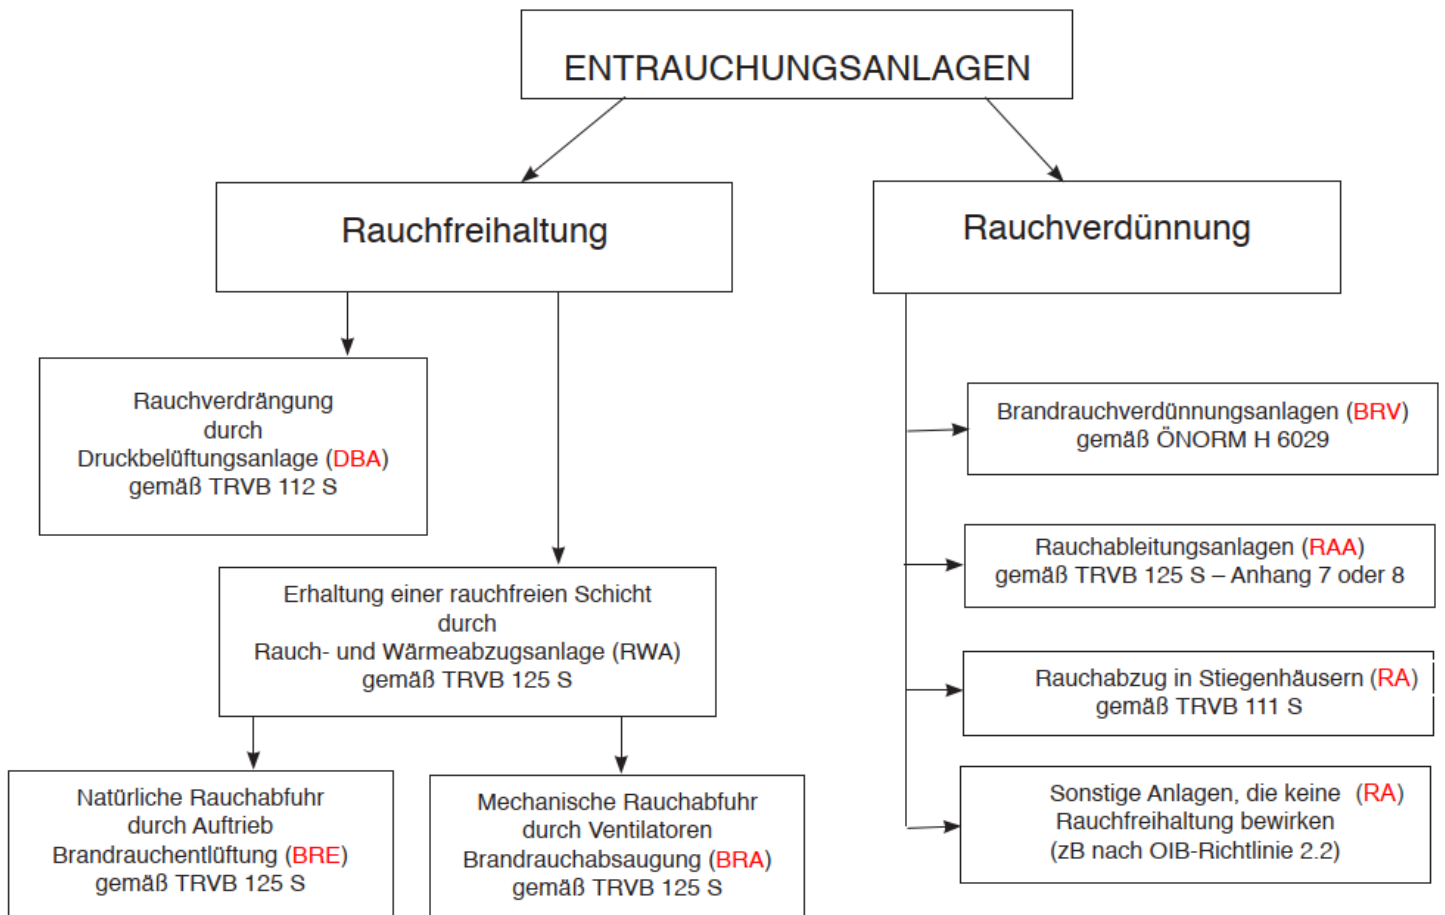 ENTRAUCHUNGSANLAGEN
Rauchfreihaltung
Rauchverdünnung
Rauchverdrängung
durch
Druckbelüftungsanlage (DBA)
gemäß TRVB 112 S
Erhaltung einer rauchfreien Schicht
durch
Rauch- und Wärmeabzugsanlage (RWA)
gemäß TRVB 125 S
Natürliche Rauchabfuhr
durch Auftrieb
Brandrauchentlüftung (BRE)
gemäß TRVB 125 S
Mechanische Rauchabfuhr
durch Ventilatoren
Brandrauchabsaugung (BRA)
gemäß TRVB 125 S
Brandrauchverdünnungsanlagen (BRV)
gemäß ÖNORM H 6029
Rauchableitungsanlagen (RAA)
gemäß TRVB 125 S – Anhang 7 oder 8
Rauchabzug in Stiegenhäusern (RA)
gemäß TRVB 111 S
Sonstige Anlagen, die keine (RA)
Rauchfreihaltung bewirken
(zB nach OIB-Richtlinie 2.2)